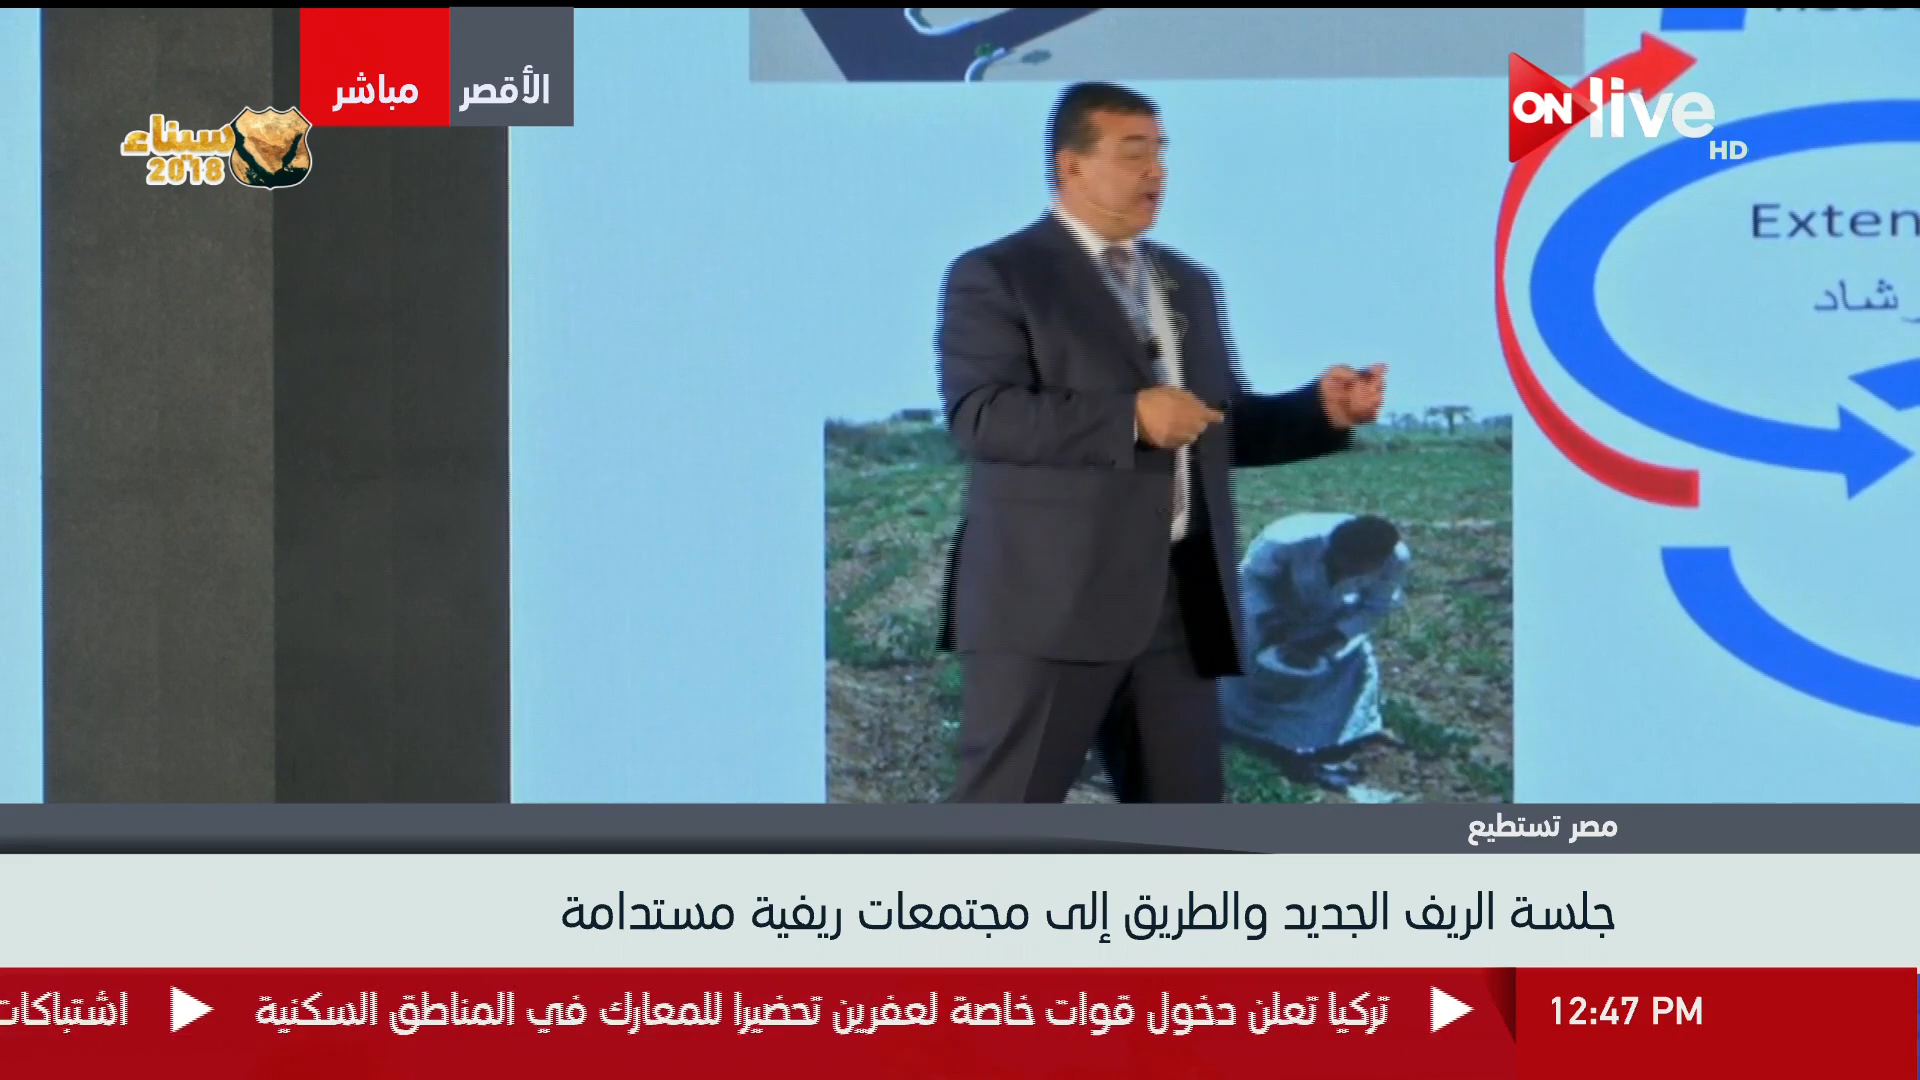 الأقصر
مباشر
سيناء
2018
ON live
HD
Exten
رشاد
مصر تستطيع
جلسة الريف الجديد والطريق إلى مجتمعات ريفية مستدامة
12:47 PM
تركيا تعلن دخول قوات خاصة لعفرين تحضيرا للمعارك في المناطق السكنية
اشتباكات